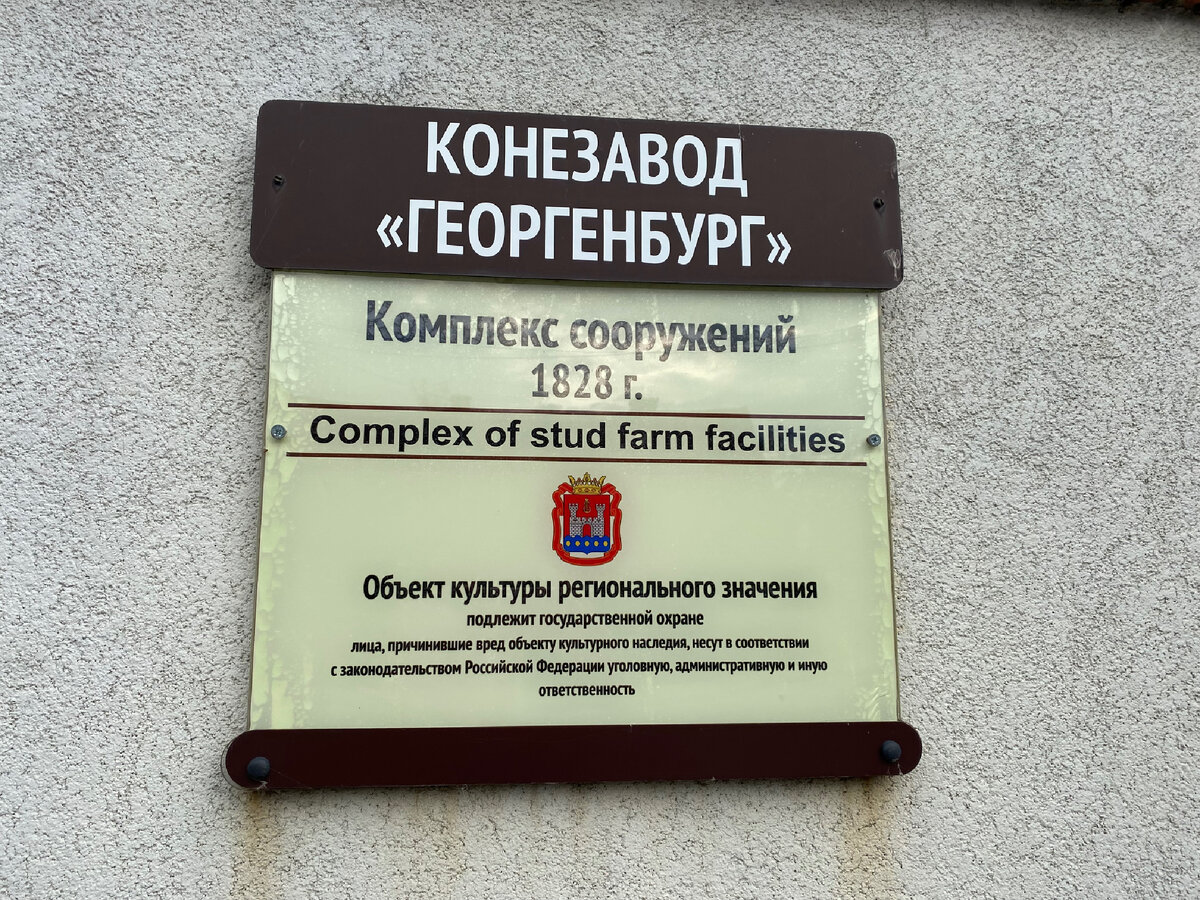 КОНЕЗАВОД
«ГЕОРГЕНБУРГ»
Комплекс сооружений
1828 г.
Complex of stud farm facilities
Объект культуры регионального значения
подлежит государственной охране
лица, причинившие вред объекту культурного наследия, несут в соответствии
с законодательством Российской Федерации уголовную, административную и иную
ответственность